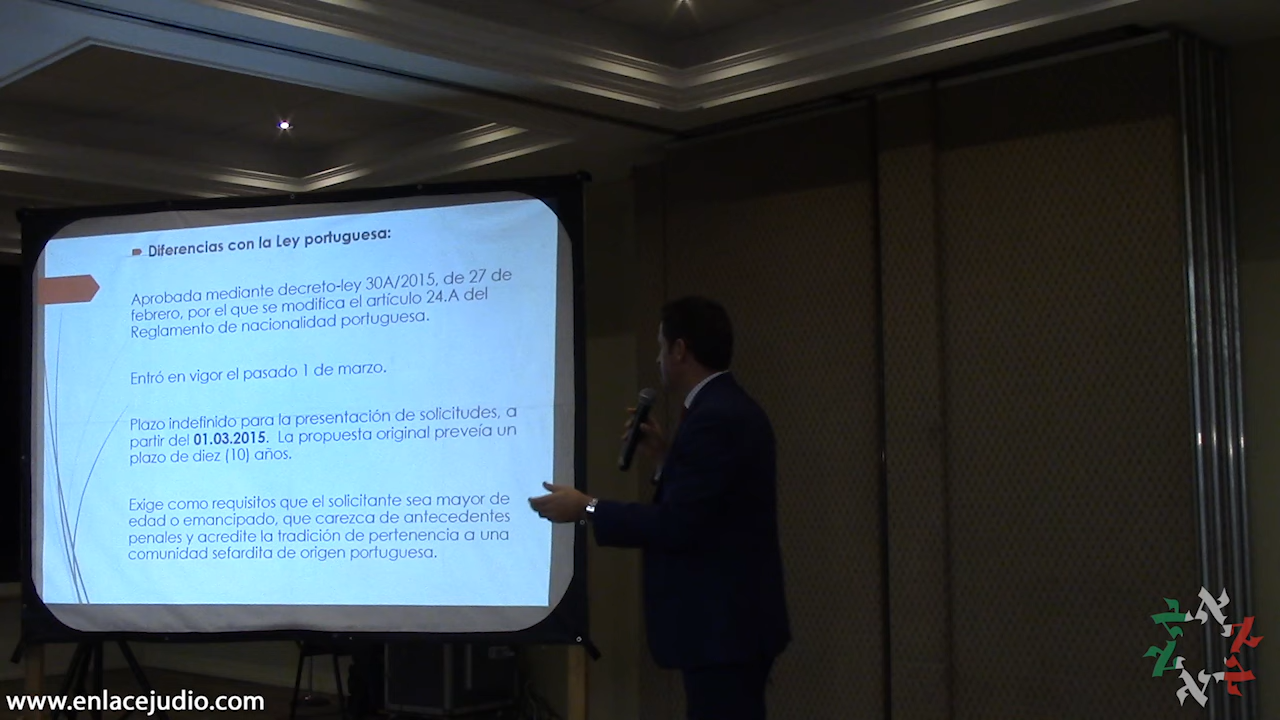 Diferencias con la Ley portuguesa:
Aprobada mediante decreto-ley 30A/2015, de 27 de
febrero, por el que se modifica el artículo 24.A del
Reglamento de nacionalidad portuguesa.
Entró en vigor el pasado 1 de marzo.
Plazo indefinido para la presentación de solicitudes, a
partir del 01.03.2015. La propuesta original preveía un
plazo de diez (10) años.
Exige como requisitos que el solicitante sea mayor de
edad o emancipado, que carezca de antecedentes
penales y acredite la tradición de pertenencia a una
comunidad sefardita de origen portuguesa.
www.enlacejudio.com